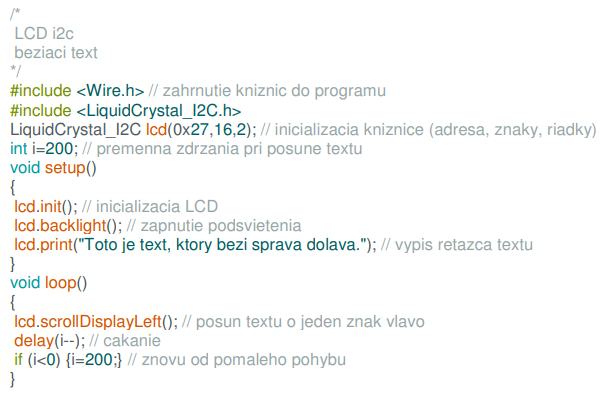 /*
LCD i2c
beziaci text
*/
#include <Wire.h> // zahrnutie kniznic do programu
#include <LiquidCrystal_I2C.h>
LiquidCrystal_I2C lcd(0x27,16,2); // inicializacia kniznice (adresa, znaky, riadky)
int i=200; // premenna zdrzania pri posune textu
void setup()
{
lcd.init(); // inicializacia LCD
lcd.backlight(); // zapnutie podsvietenia
lcd.print("Toto je text, ktory bezi sprava dolava."); // vypis retazca textu
}
void loop()
{
lcd.scrollDisplayLeft(); // posun textu o jeden znak vlavo
delay(i--); // cakanie
if (i<0) {i=200;} // znovu od pomaleho pohybu
}